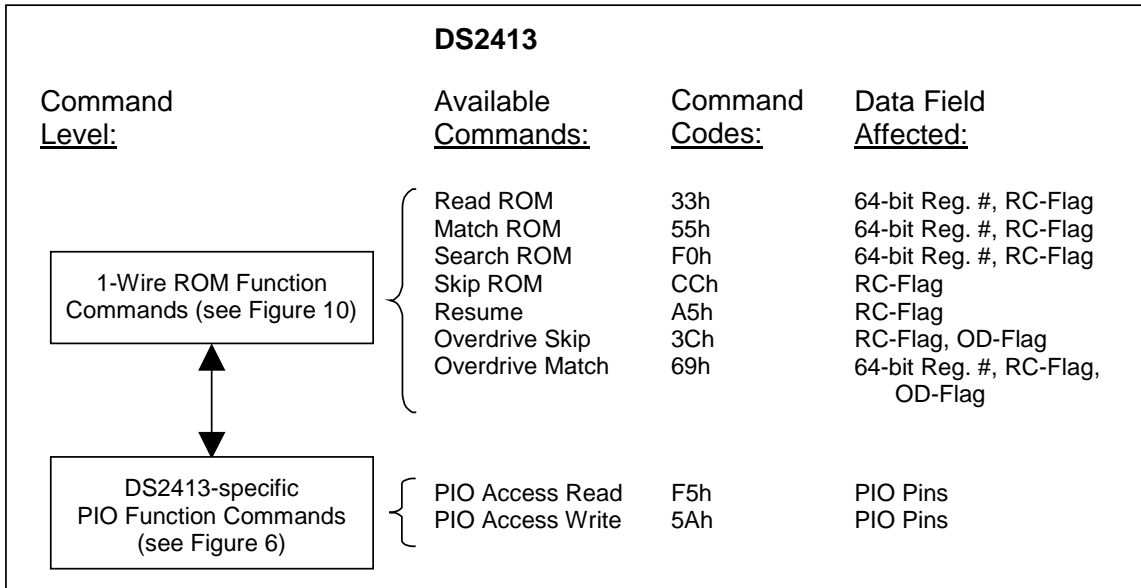 DS2413
Command Level:
Available Commands:
Command Codes:
Data Field Affected:
1-Wire ROM Function
Commands (see Figure 10)
Read ROM 33h 64-bit Reg. #, RC-Flag
Match ROM 55h 64-bit Reg. #, RC-Flag
Search ROM F0h 64-bit Reg. #, RC-Flag
Skip ROM CCh RC-Flag
Resume A5h RC-Flag
Overdrive Skip 3Ch RC-Flag, OD-Flag
Overdrive Match 69h 64-bit Reg. #, RC-Flag,
OD-Flag
DS2413-specific
PIO Function Commands
(see Figure 6)
PIO Access Read F5h PIO Pins
PIO Access Write 5Ah PIO Pins